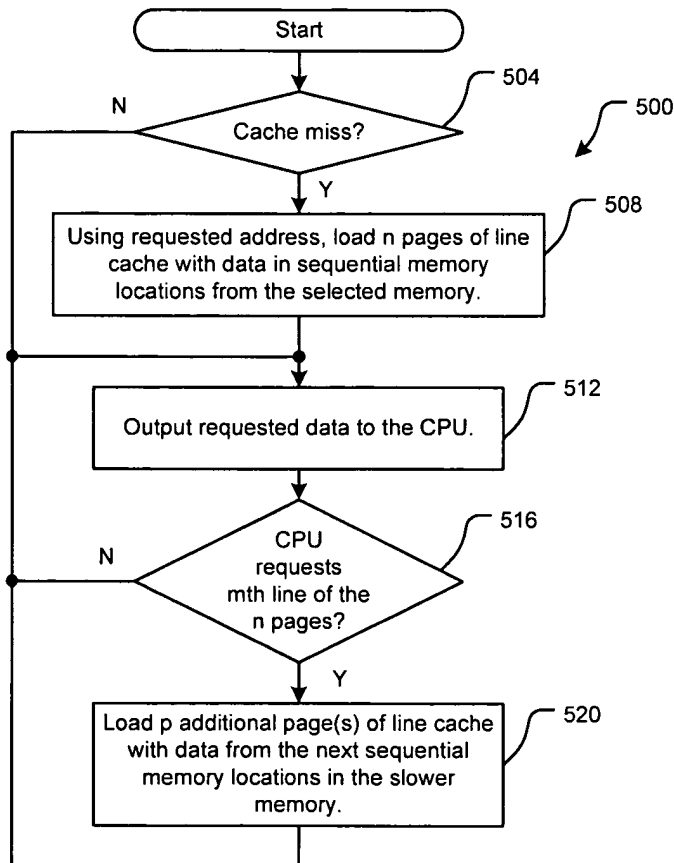 Start
504
N
Cache miss?
500
Y
508
Using requested address, load n pages of line
cache with data in sequential memory
locations from the selected memory.
512
Output requested data to the CPU.
516
CPU
N
requests
mth line of the
n pages?
Y
520
Load p additional page(s) of line cache
with data from the next sequential
memory locations in the slower
memory.